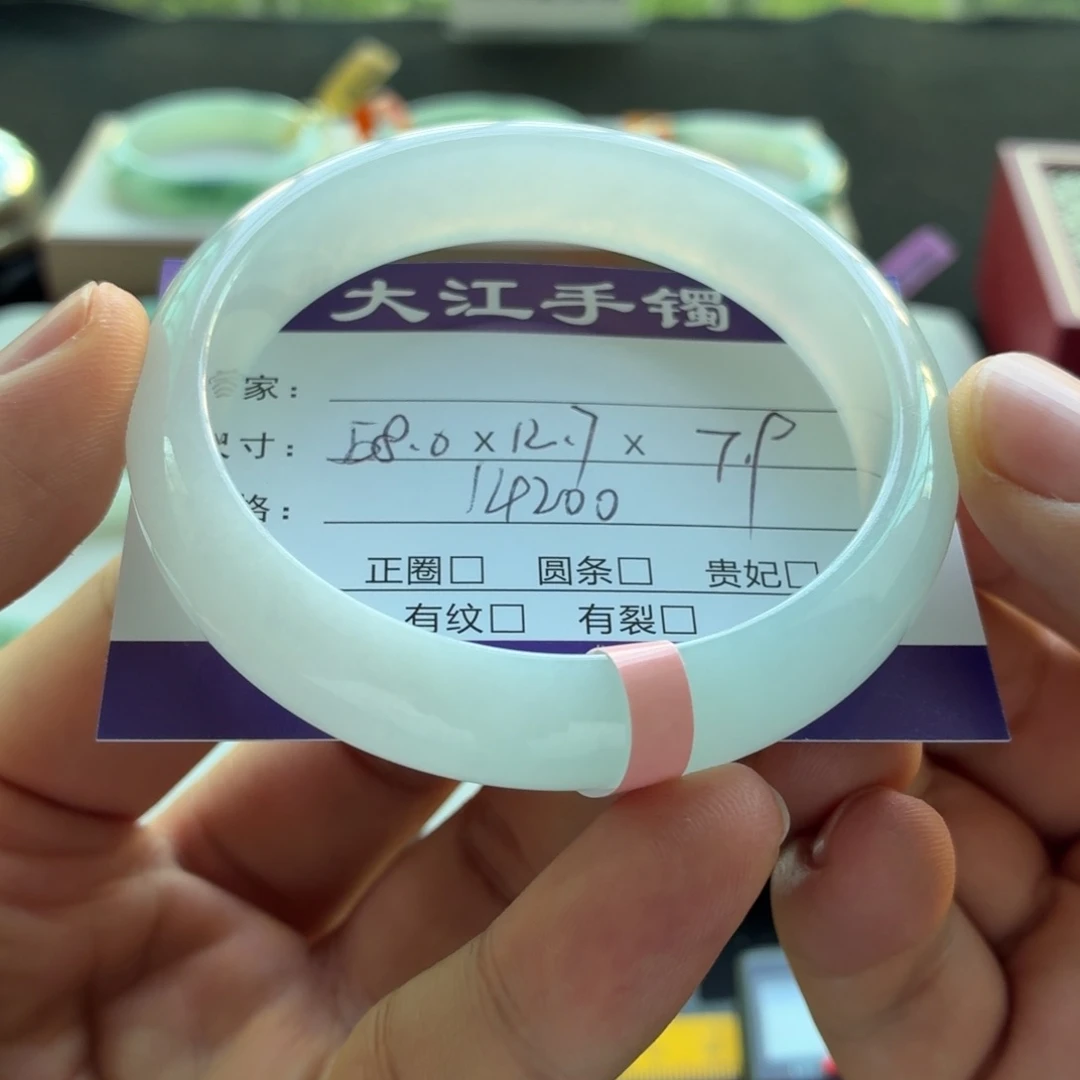 大江手镯
家：
寸： 58.0 x 12.7 x 7.9
格： 14200
正圈□ 圆条□ 贵妃□
有纹□ 有裂□